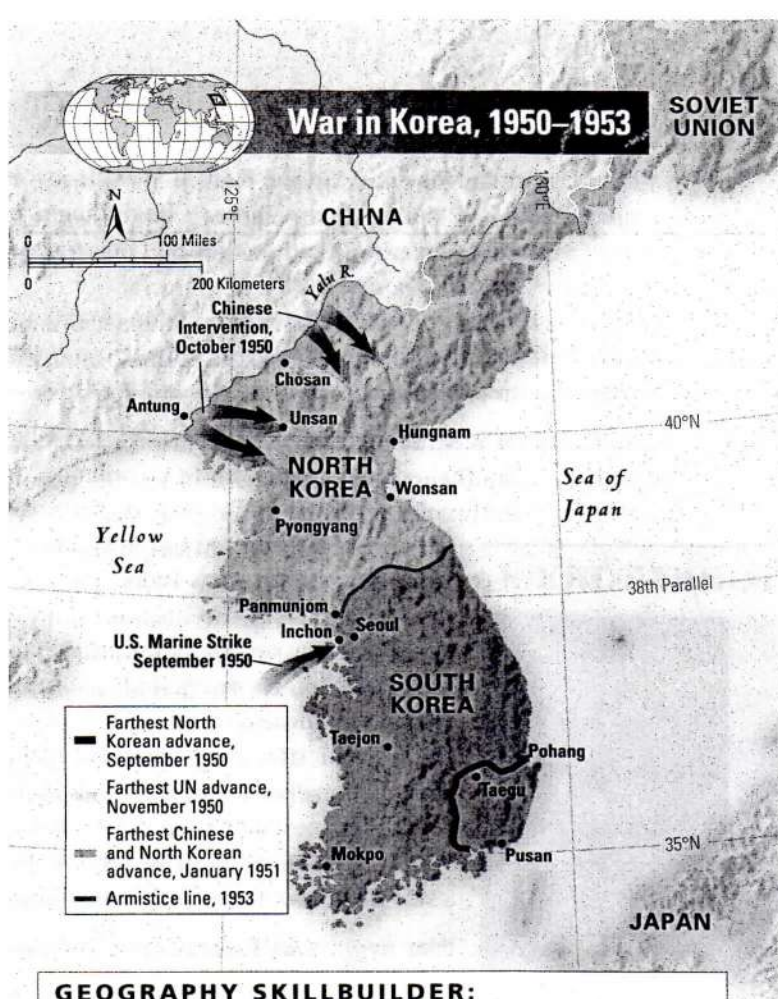 War in Korea, 1950–1953
SOVIET
UNION
125°E
130°E
N
CHINA
0
100 Miles
0
200 Kilometers
Yalu R.
Chinese
Intervention,
October 1950
Chosan
Antung
Unsan
Hungnam
40°N
NORTH
KOREA
Wonsan
Sea of
Japan
Pyongyang
Yellow
Sea
38th Parallel
Panmunjom
Inchon
Seoul
U.S. Marine Strike
September 1950
SOUTH
KOREA
Farthest North
Korean advance,
September 1950
Farthest UN advance,
November 1950
Farthest Chinese
and North Korean
advance, January 1951
Armistice line, 1953
Taejon
Pohang
Taegu
Mokpo
Pusan
35°N
JAPAN
GEOGRAPHY SKILLBUILDER: